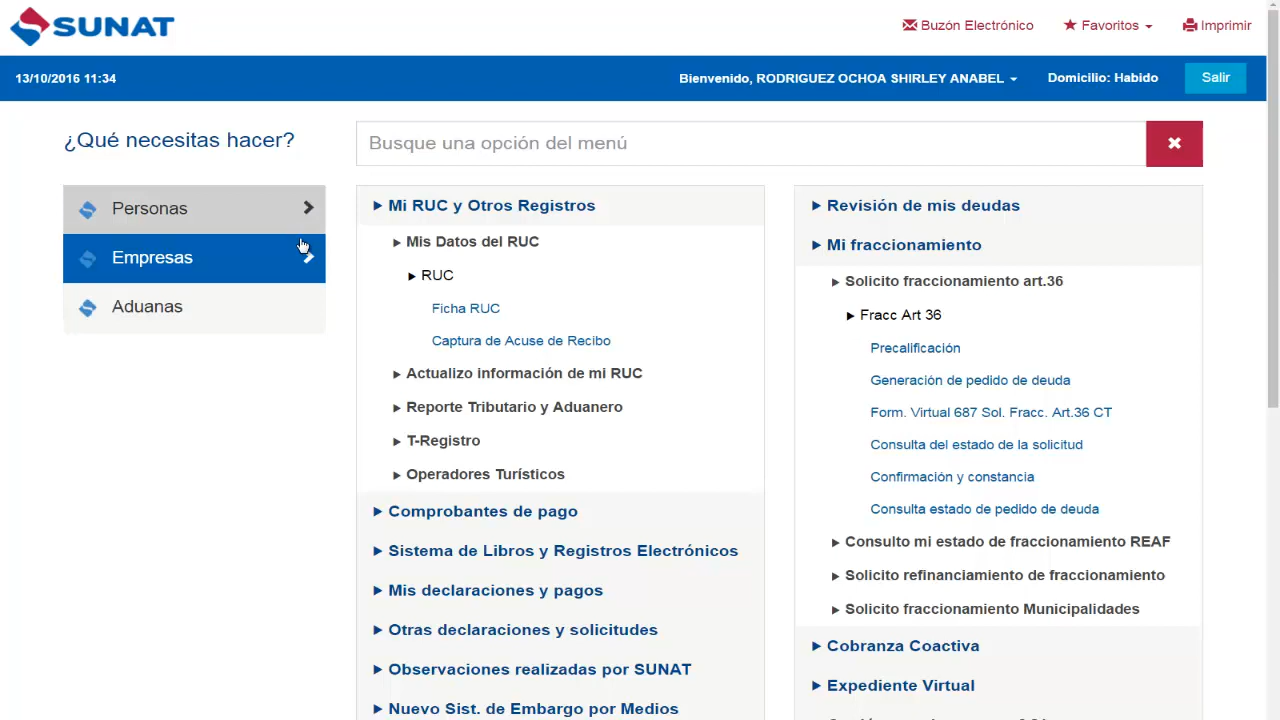 SUNAT
Buzón Electrónico
Favoritos
Imprimir
13/10/2016 11:34
Bienvenido, RODRIGUEZ OCHOA SHIRLEY ANABEL
Domicilio: Habido
Salir
¿Qué necesitas hacer?
Busque una opción del menú
Personas
Empresas
Aduanas
Mi RUC y Otros Registros
Mis Datos del RUC
RUC
Ficha RUC
Captura de Acuse de Recibo
Actualizo información de mi RUC
Reporte Tributario y Aduanero
T-Registro
Operadores Turísticos
Comprobantes de pago
Sistema de Libros y Registros Electrónicos
Mis declaraciones y pagos
Otras declaraciones y solicitudes
Observaciones realizadas por SUNAT
Nuevo Sist. de Embargo por Medios
Revisión de mis deudas
Mi fraccionamiento
Solicito fraccionamiento art.36
Fracc Art 36
Precalificación
Generación de pedido de deuda
Form. Virtual 687 Sol. Fracc. Art.36 CT
Consulta del estado de la solicitud
Confirmación y constancia
Consulta estado de pedido de deuda
Consulto mi estado de fraccionamiento REAF
Solicito refinanciamiento de fraccionamiento
Solicito fraccionamiento Municipalidades
Cobranza Coactiva
Expediente Virtual